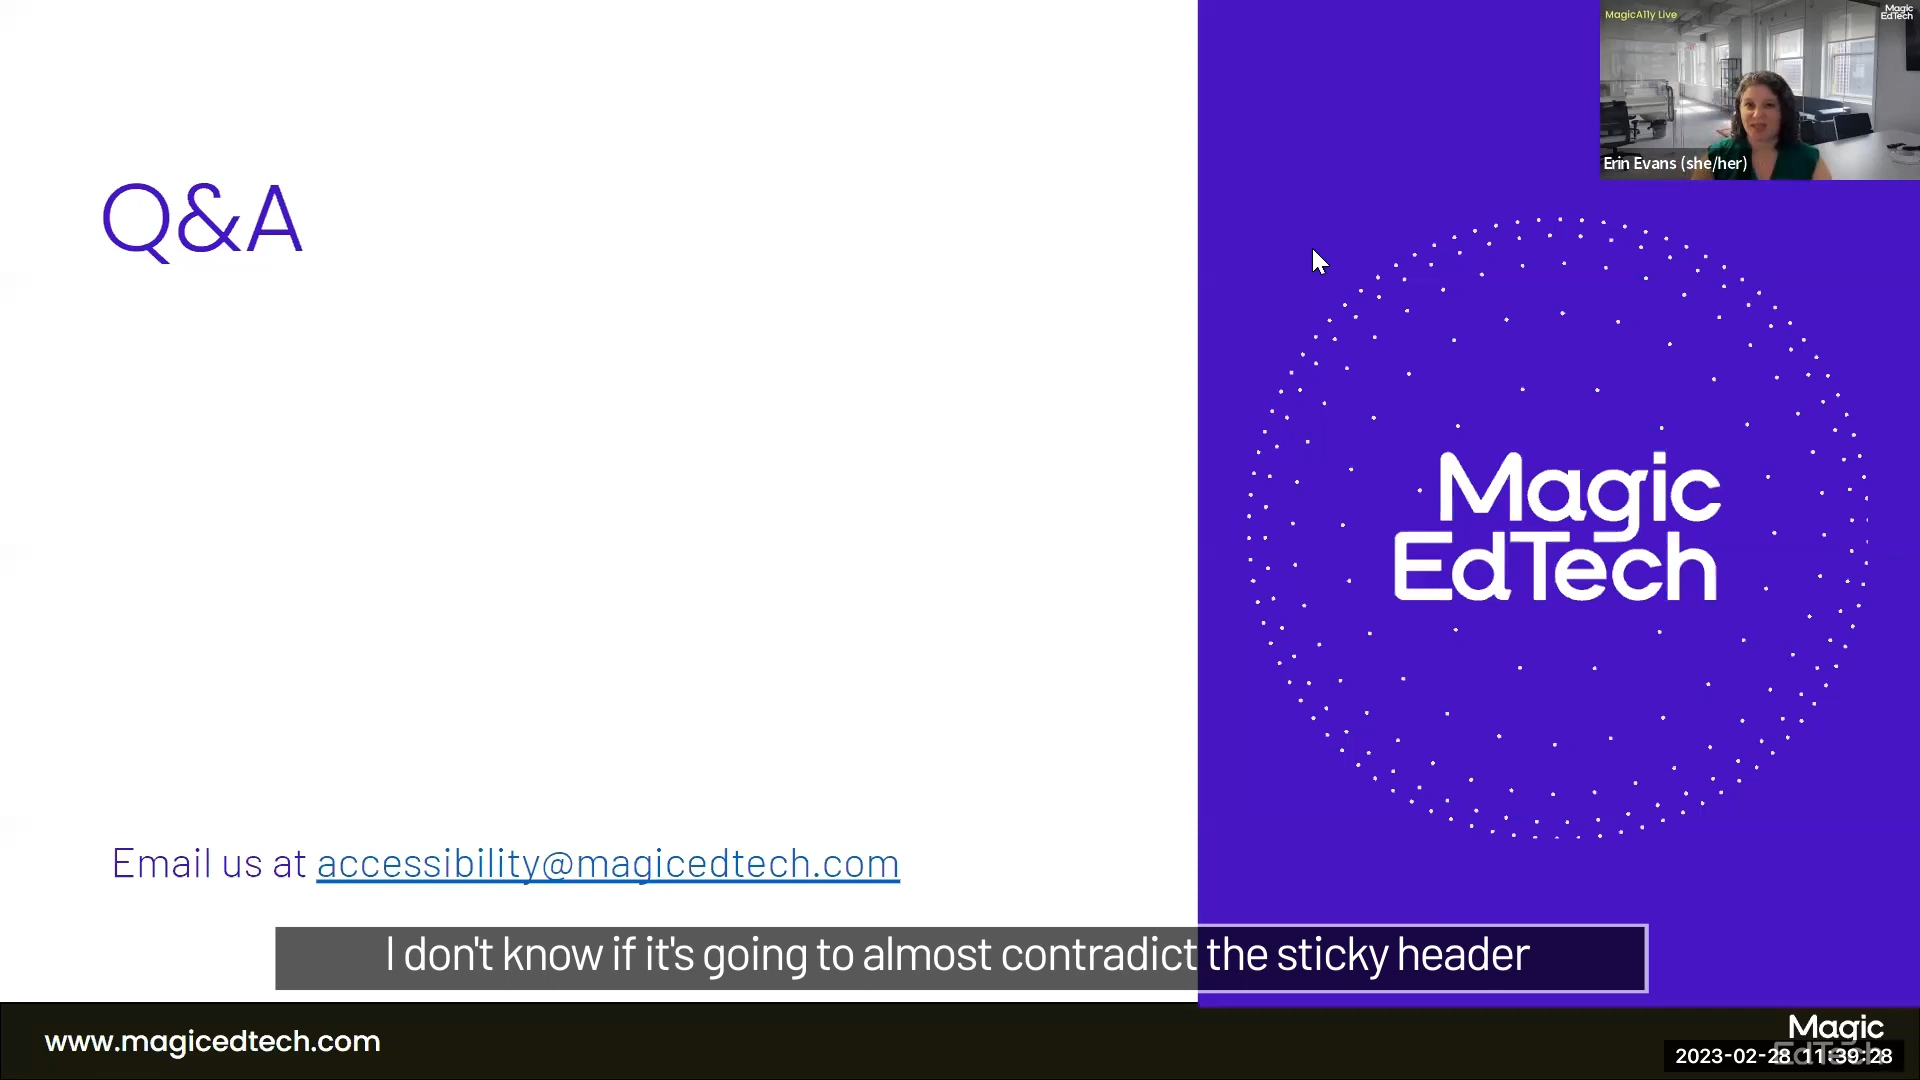 MagicA11y Live
Magic
EdTech
Erin Evans (she/her)
Q&A
Magic
EdTech
Email us at accessibility@magicedtech.com
I don't know if it's going to almost contradict the sticky header
www.magicedtech.com
Magic
EdTech
2023-02-28 11:39:28